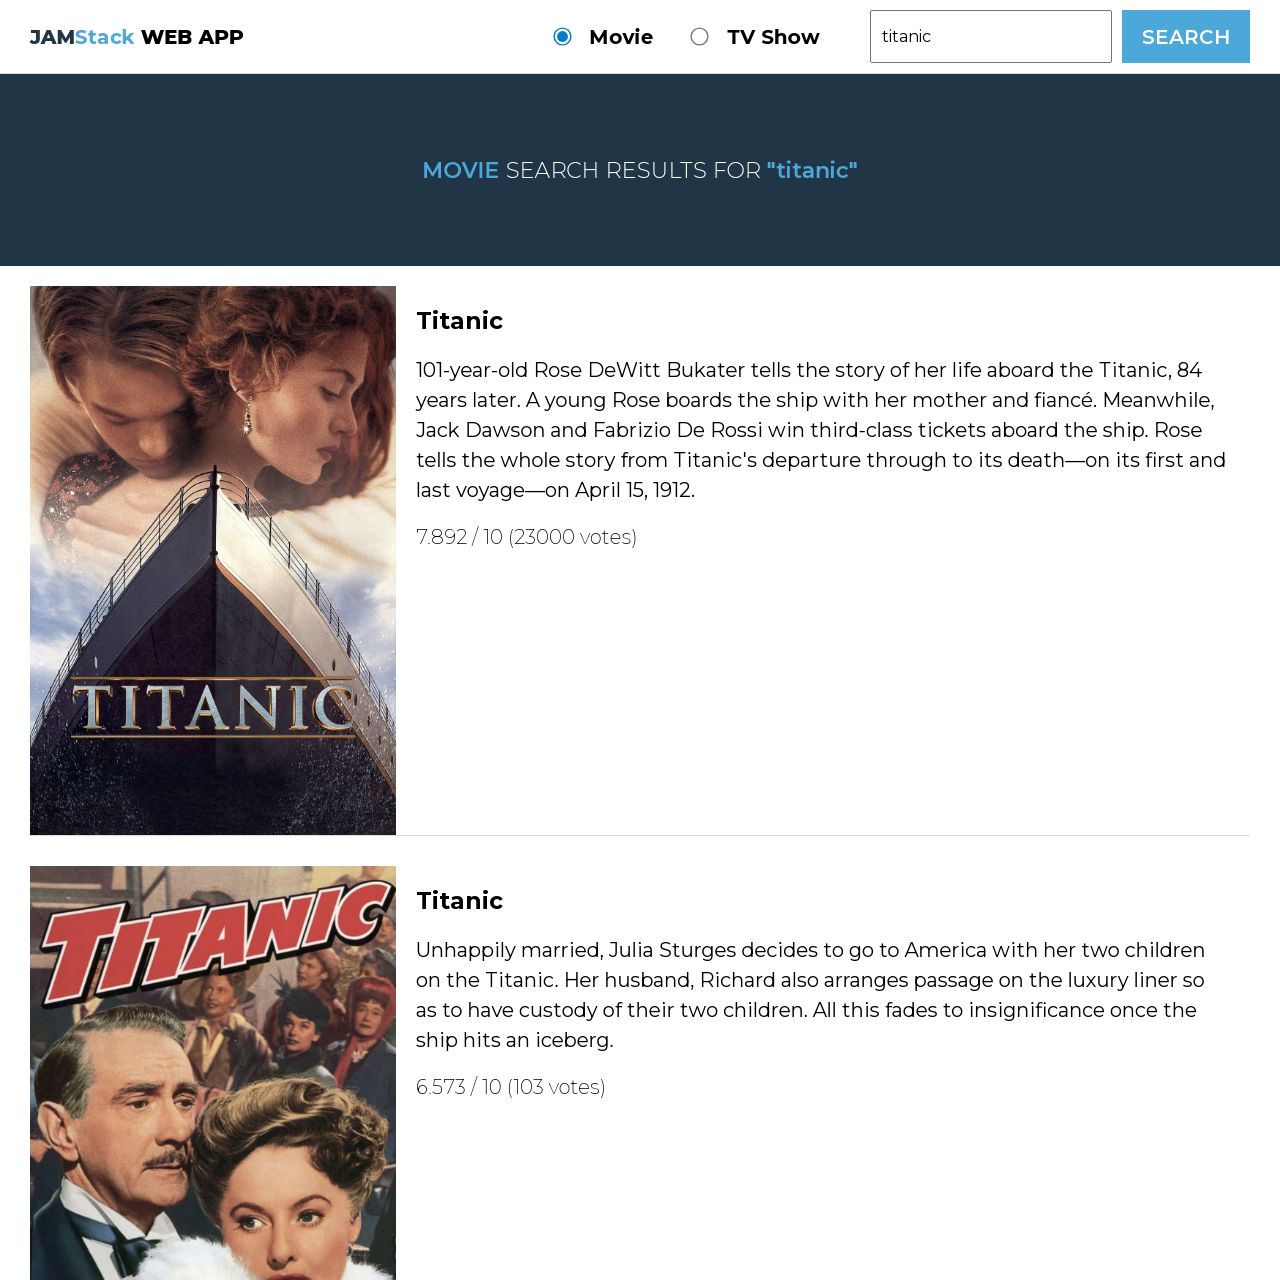 JAMStack WEB APP
Movie
TV Show
titanic
SEARCH
MOVIE SEARCH RESULTS FOR "titanic"
TITANIC
Titanic
101-year-old Rose DeWitt Bukater tells the story of her life aboard the Titanic, 84
years later. A young Rose boards the ship with her mother and fiancé. Meanwhile,
Jack Dawson and Fabrizio De Rossi win third-class tickets aboard the ship. Rose
tells the whole story from Titanic's departure through to its death—on its first and
last voyage—on April 15, 1912.
7.892 / 10 (23000 votes)
TITANIC
Titanic
Unhappily married, Julia Sturges decides to go to America with her two children
on the Titanic. Her husband, Richard also arranges passage on the luxury liner so
as to have custody of their two children. All this fades to insignificance once the
ship hits an iceberg.
6.573 / 10 (103 votes)